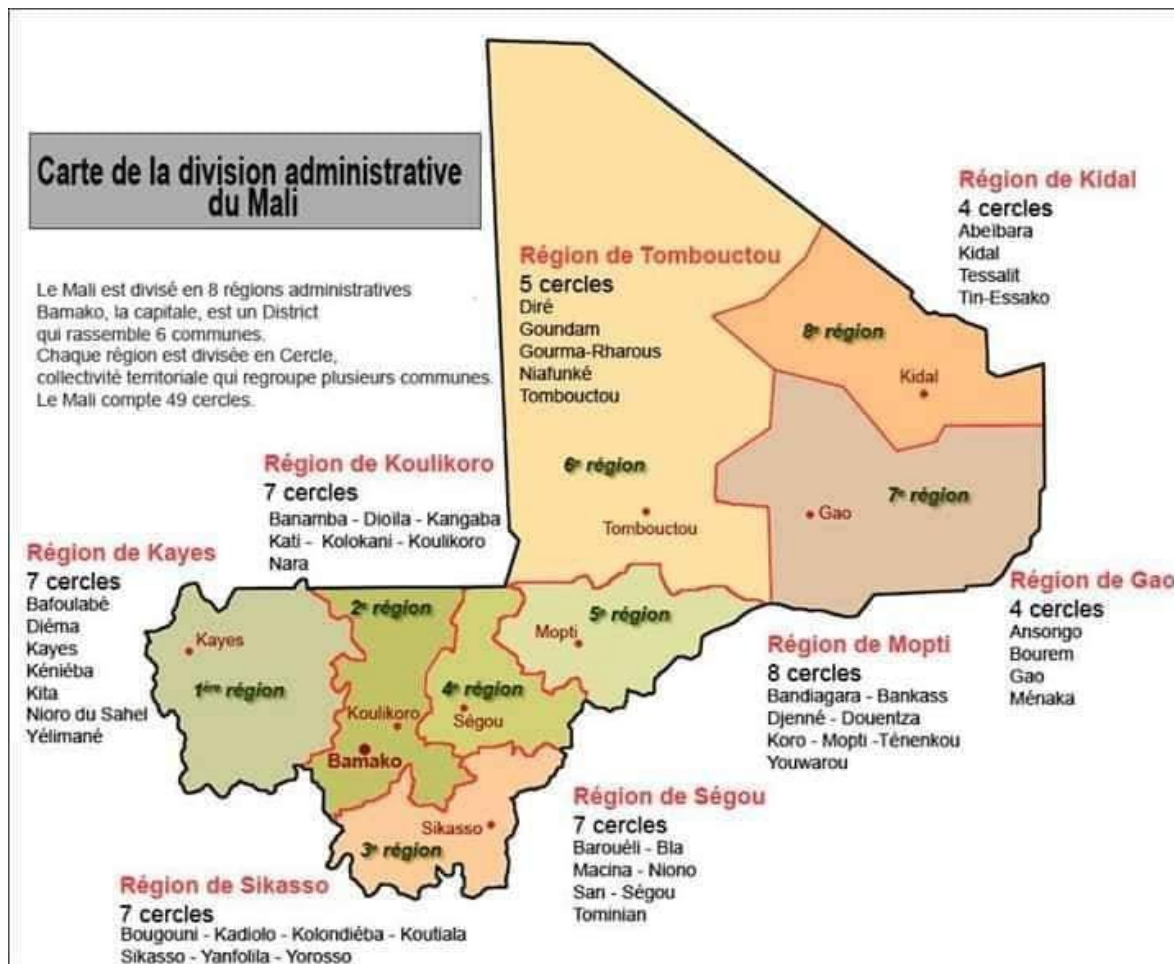 Carte de la division administrative
du Mali
Le Mali est divisé en 8 régions administratives
Bamako, la capitale, est un District
qui rassemble 6 communes.
Chaque région est divisée en Cercle,
collectivité territoriale qui regroupe plusieurs communes.
Le Mali compte 49 cercles.
Région de Kidal
4 cercles
Abeïbara
Kidal
Tessalit
Tin-Essako
Région de Tombouctou
5 cercles
Diré
Goundam
Gourma-Rharous
Niafunké
Tombouctou
8e région
Kidal
6e région
Tombouctou
7e région
Gao
Région de Koulikoro
7 cercles
Banamba - Dioïla - Kangaba
Kati - Kolokani - Koulikoro
Nara
Région de Kayes
7 cercles
Bafoulabé
Diéma
Kayes
Kéniéba
Kita
Nioro du Sahel
Yélimané
Kayes
1ère région
2e région
Koulikoro
Bamako
4e région
Ségou
5e région
Mopti
3e région
Sikasso
Région de Gao
4 cercles
Ansongo
Bourem
Gao
Ménaka
Région de Mopti
8 cercles
Bandiagara - Bankass
Djenné - Douentza
Koro - Mopti -Ténenkou
Youwarou
Région de Ségou
7 cercles
Barouéli - Bla
Macina - Niono
San - Ségou
Tominian
Région de Sikasso
7 cercles
Bougouni - Kadiolo - Kolondiéba - Koutiala
Sikasso - Yanfolila - Yorosso